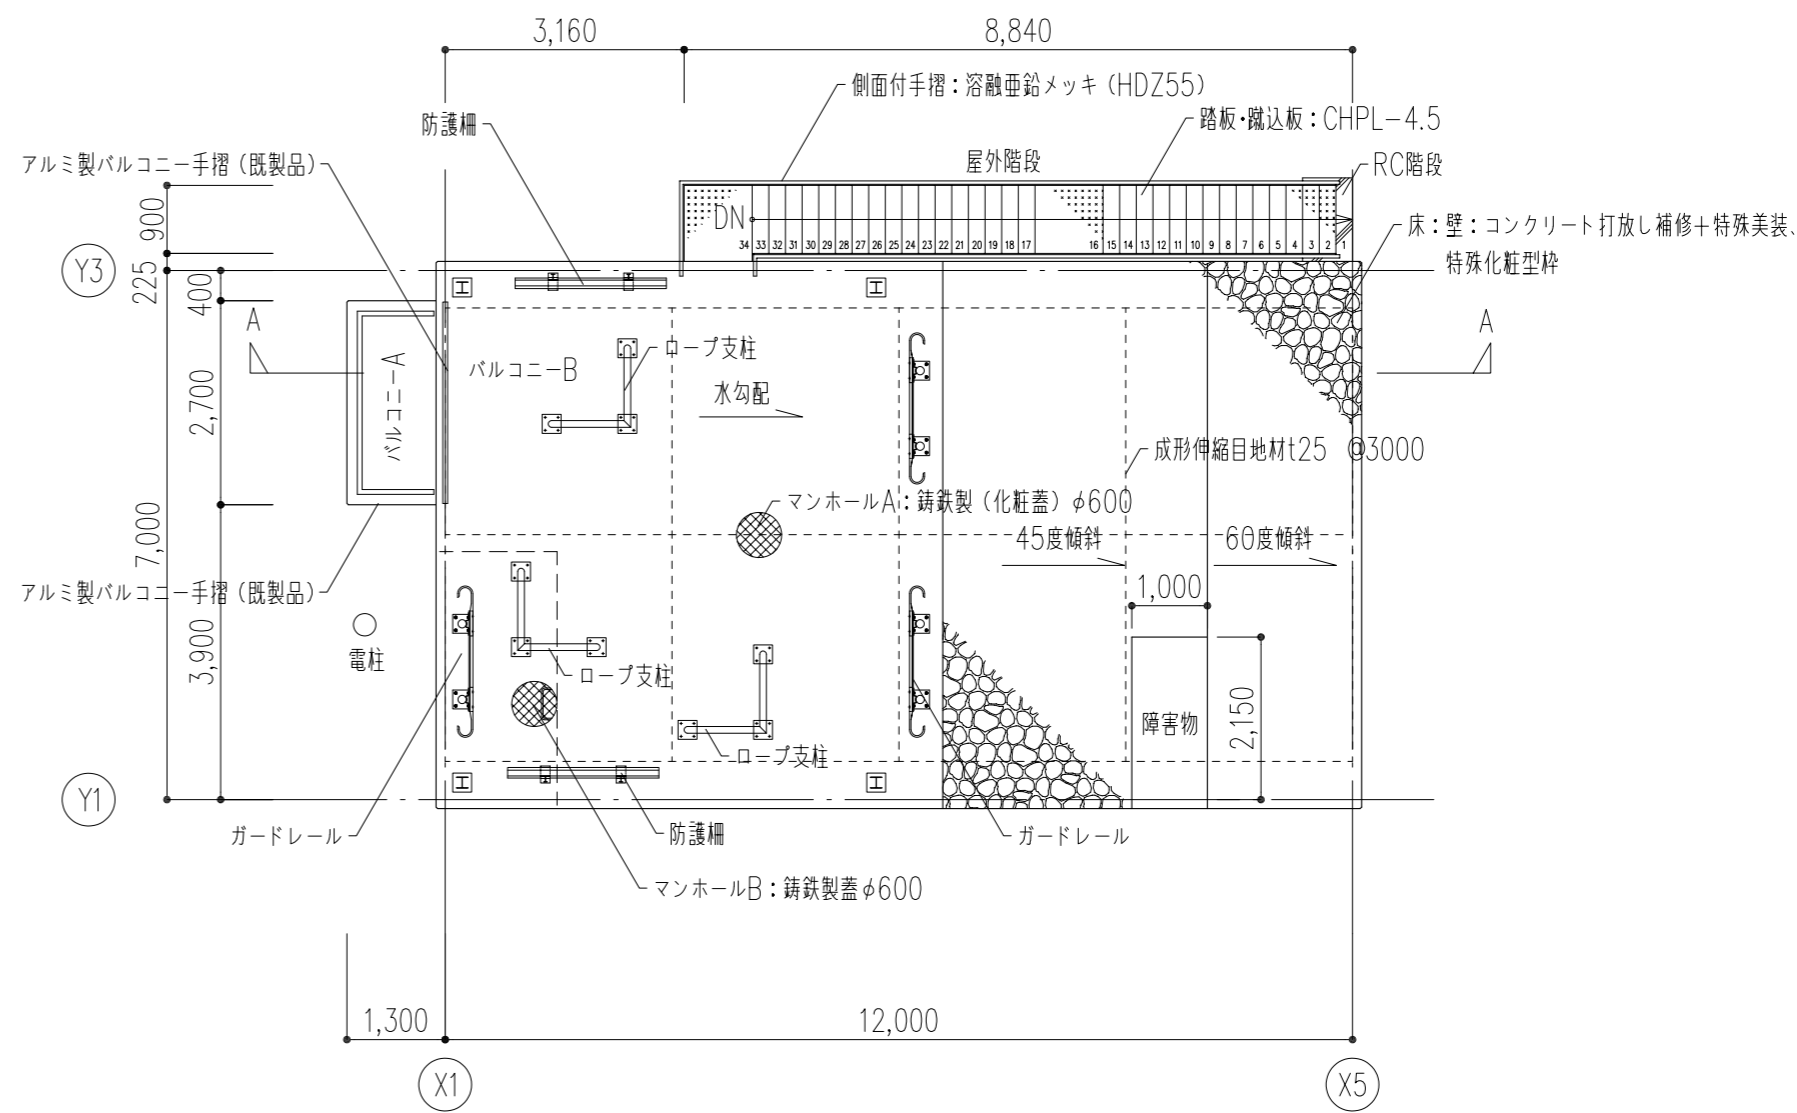 3,160
8,840
側面付手摺：溶融亜鉛メッキ（HDZ55）
防護柵
踏板・蹴込板：CHPL-4.5
アルミ製バルコニー手摺（既製品）
屋外階段
RC階段
900
DN
床：壁：コンクリート打放し補修＋特殊美装、
特殊化粧型枠
34 33 32 31 30 29 28 27 26 25 24 23 22 21 20 19 18 17 16 15 14 13 12 11 10 9 8 7 6 5 4 3 2 1
Y3
225
400
A
A
バルコニーA
バルコニーB
ロープ支柱
水勾配
2,700
成形伸縮目地材t25 @3000
マンホールA：鋳鉄製（化粧蓋）φ600
7,000
45度傾斜
60度傾斜
アルミ製バルコニー手摺（既製品）
1,000
電柱
3,900
ロープ支柱
障害物
2,150
ロープ支柱
Y1
ガードレール
防護柵
ガードレール
マンホールB：鋳鉄製蓋φ600
1,300
12,000
X1
X5